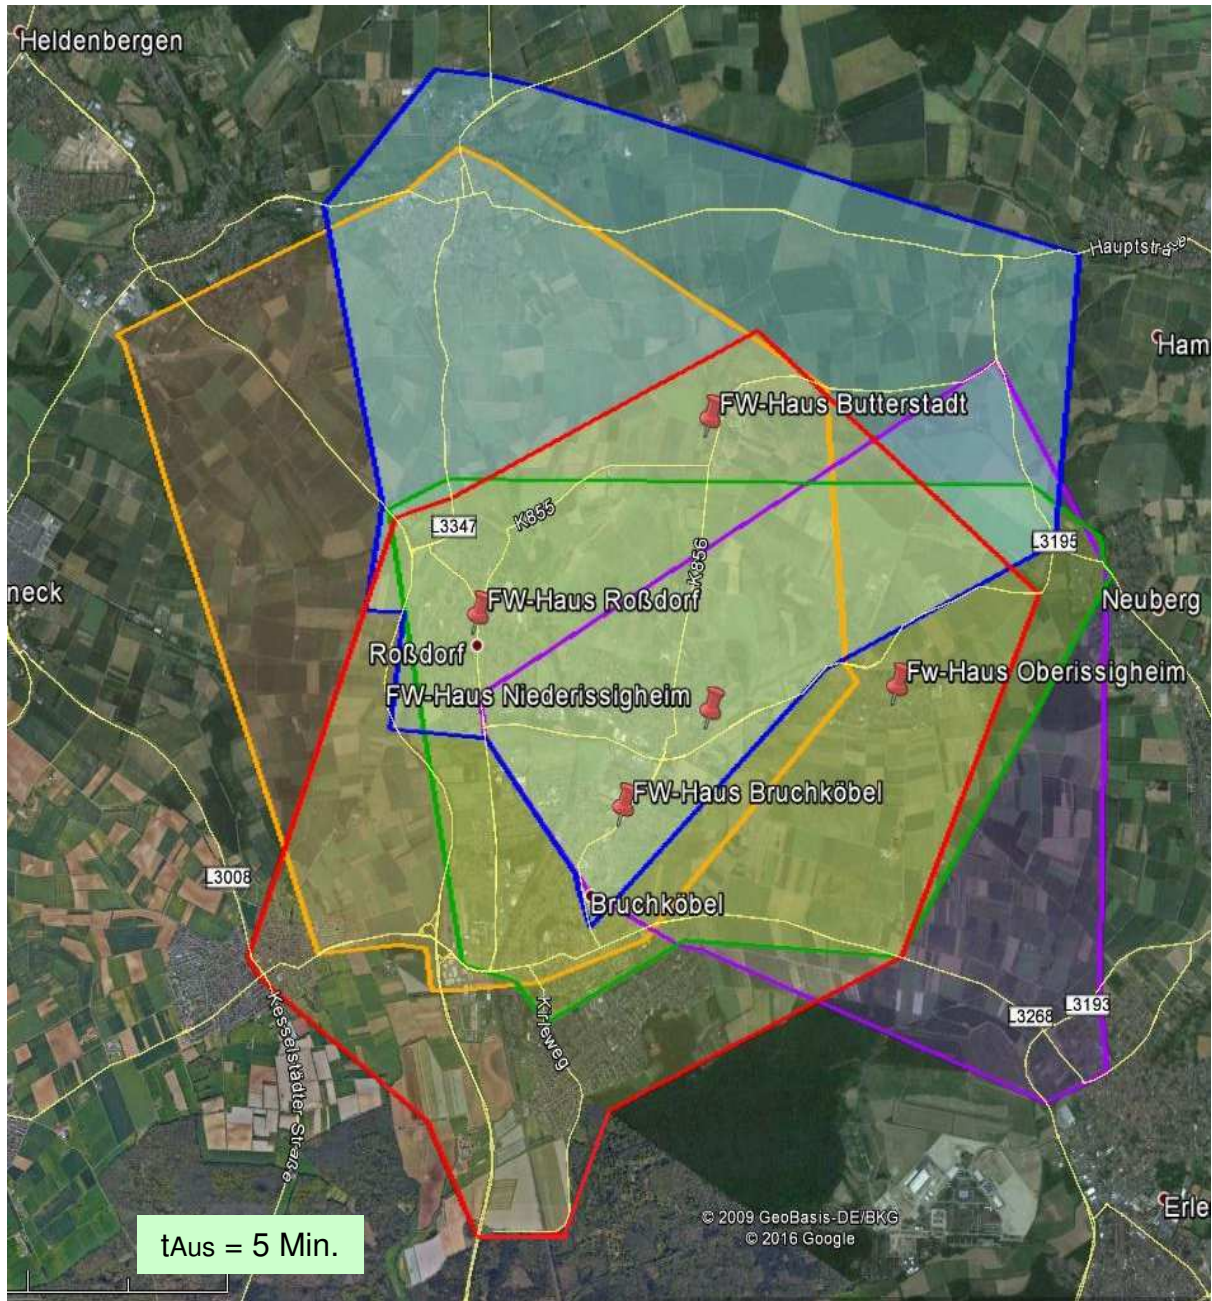 Heldenbergen
Hauptstraße
Ham
FW-Haus Butterstadt
L3347
K855
K856
L3195
neck
FW-Haus Roßdorf
Neuberg
Roßdorf
Fw-Haus Oberissigheim
FW-Haus Niederissigheim
FW-Haus Bruchköbel
L3008
Bruchköbel
L3268
L3193
Kesselstädter-Straße
Kirleweg
© 2009 GeoBasis-DE/BKG
© 2016 Google
Erle
tAus = 5 Min.